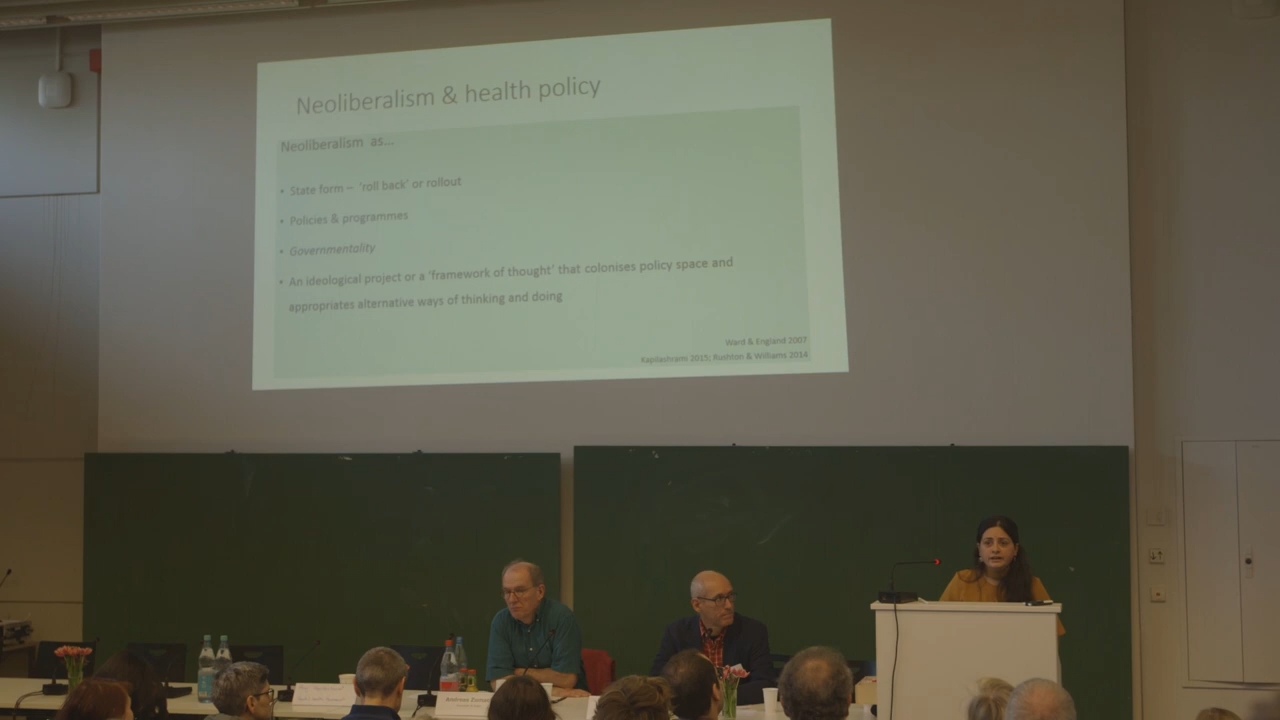 Neoliberalism & health policy
Neoliberalism as...
• State form – 'roll back' or rollout
• Policies & programmes
• Governmentality
• An ideological project or a 'framework of thought' that colonises policy space and
appropriates alternative ways of thinking and doing
Ward & England 2007
Kapilashrami 2015; Rushton & Williams 2014
Andreas